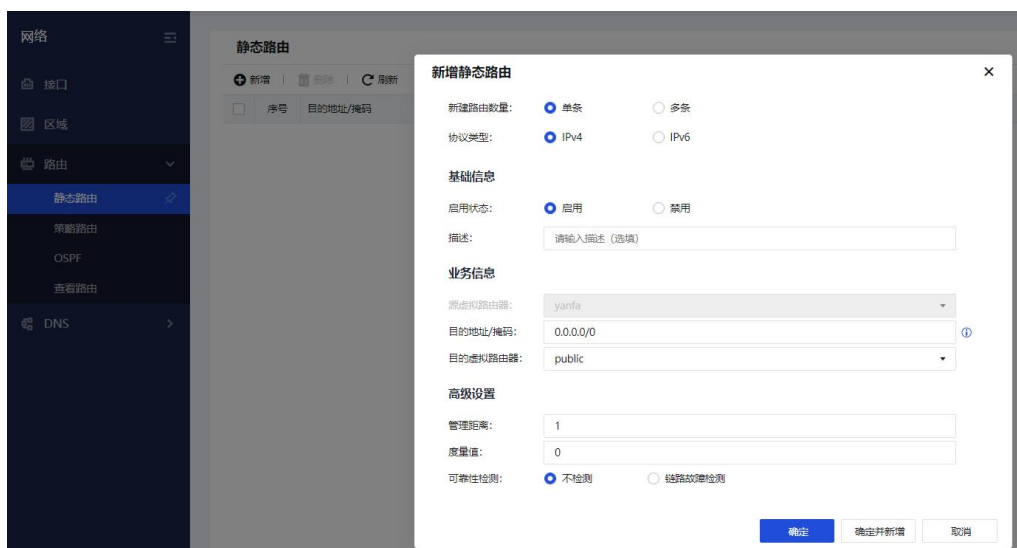 网络
接口
区域
路由
静态路由
策略路由
OSPF
查看路由
DNS
静态路由
新增 删除 刷新
序号 目的地址/掩码
新增静态路由
新建路由数量: 单条 多条
协议类型: IPv4 IPv6
基础信息
启用状态: 启用 禁用
描述: 请输入描述（选填）
业务信息
源虚拟路由器: yanfa
目的地址/掩码: 0.0.0.0/0
目的虚拟路由器: public
高级设置
管理距离: 1
度量值: 0
可靠性检测: 不检测 链路故障检测
确定 确定并新增 取消